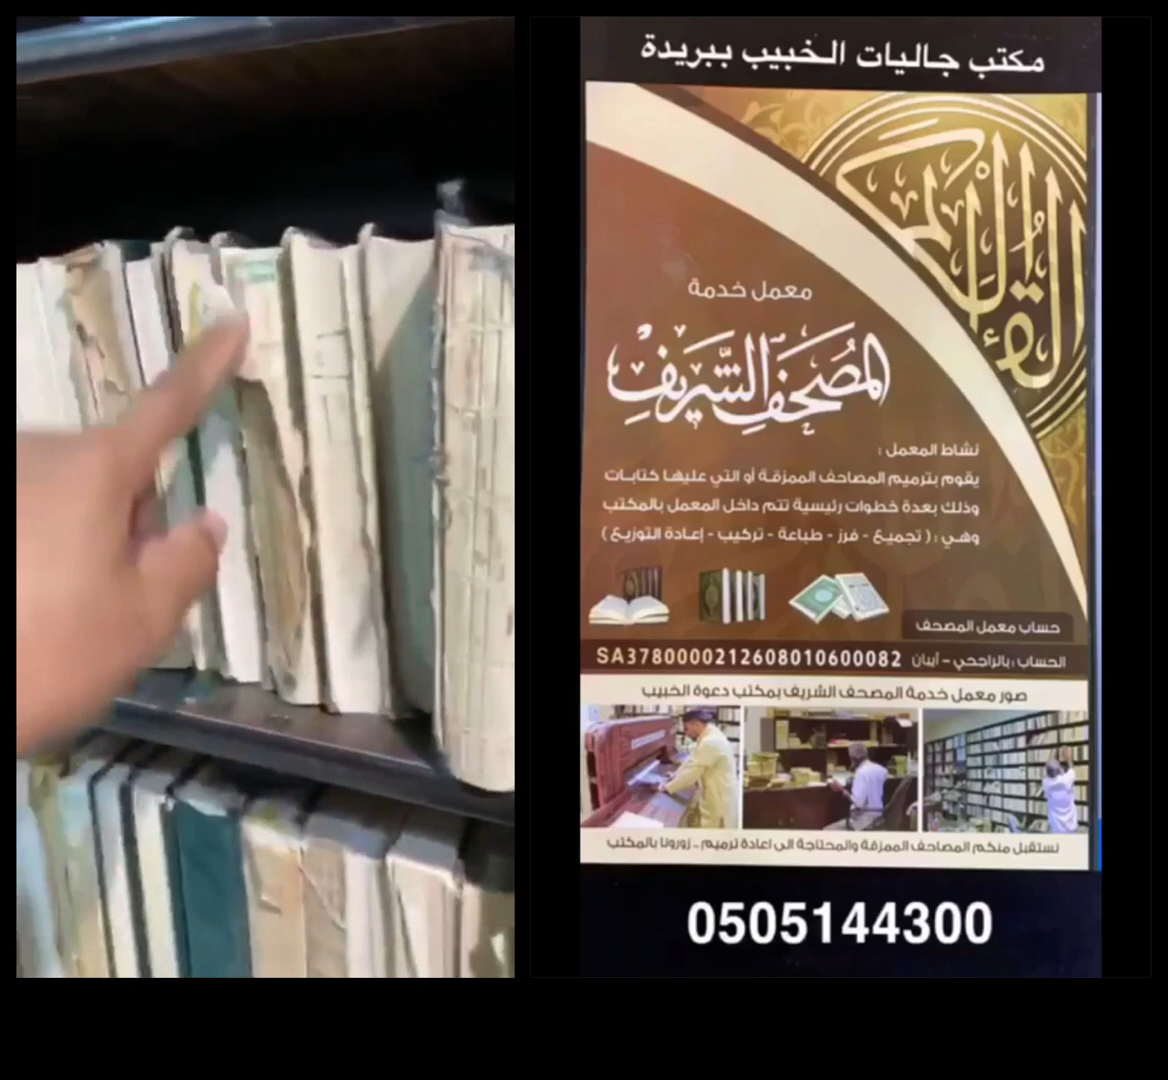 مكتب جاليات الخبيب ببريدة
القرآن الكريم
معمل خدمة
المصحف الشريف
نشاط المعمل :
يقوم بترميم المصاحف الممزقة أو التي عليها كتابات
وذلك بعدة خطوات رئيسية تتم داخل المعمل بالمكتب
وهي : ( تجميع - فرز - طباعة - تركيب - إعادة التوزيع )
حساب معمل المصحف
الحساب : بالراجحي - آيبان SA3780000212608010600082
صور معمل خدمة المصحف الشريف بمكتب دعوة الخبيب
نستقبل منكم المصاحف الممزقة والمحتاجة الى اعادة ترميم .. زورونا بالمكتب
0505144300